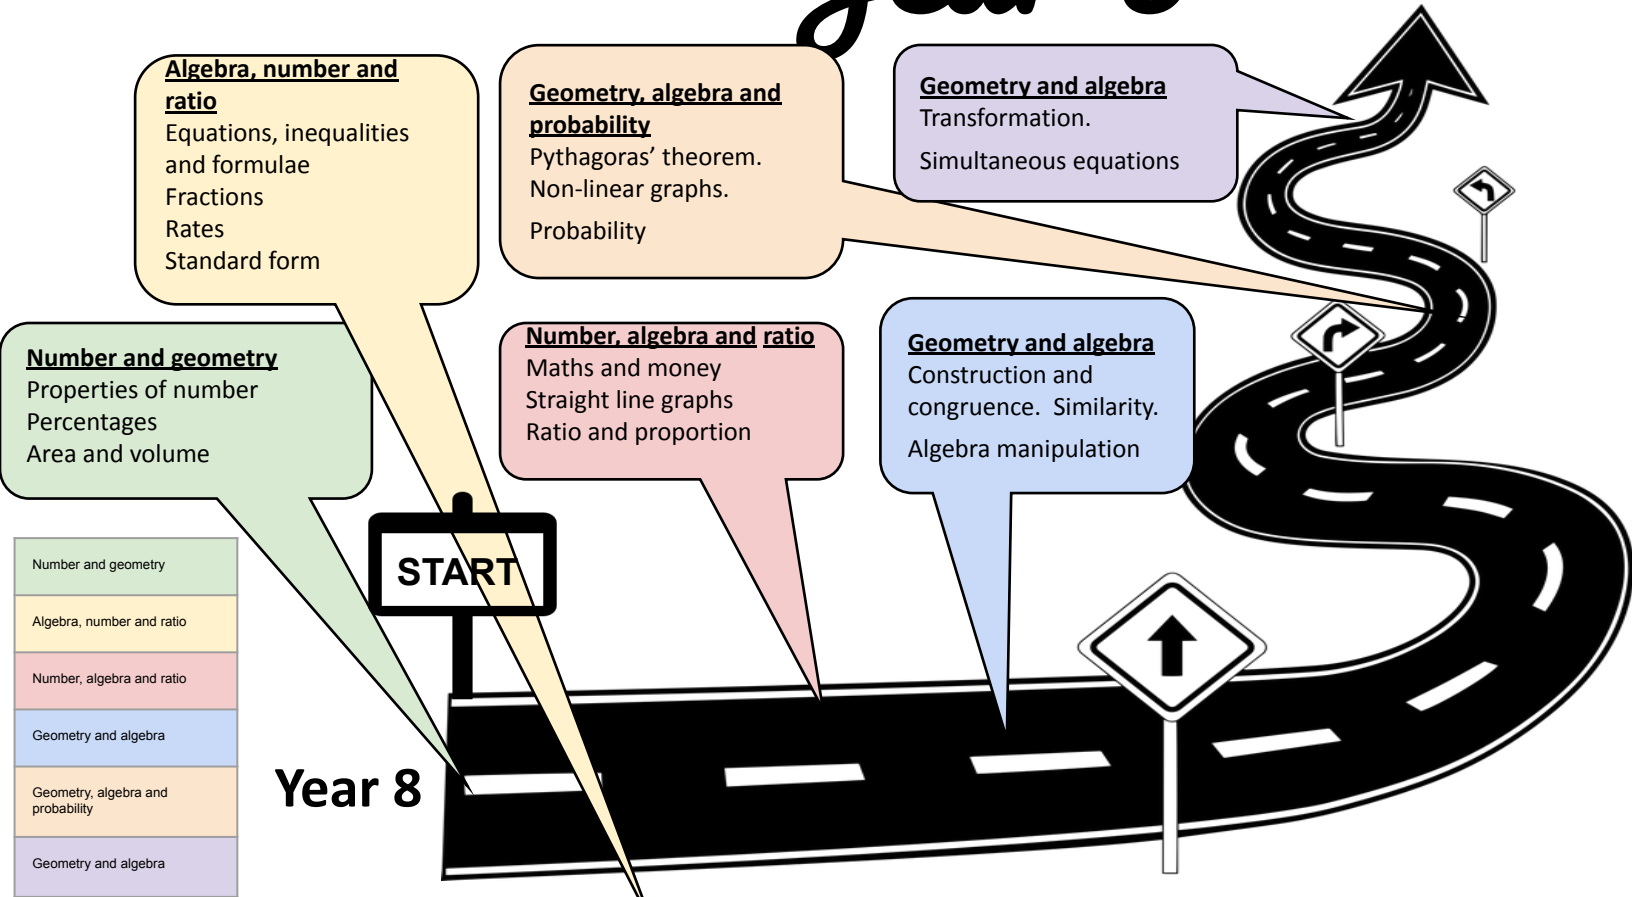 Algebra, number and
ratio
Equations, inequalities
and formulae
Fractions
Rates
Standard form
Geometry, algebra and
probability
Pythagoras’ theorem.
Non-linear graphs.
Probability
Geometry and algebra
Transformation.
Simultaneous equations
Number and geometry
Properties of number
Percentages
Area and volume
Number, algebra and ratio
Maths and money
Straight line graphs
Ratio and proportion
Geometry and algebra
Construction and
congruence. Similarity.
Algebra manipulation
START
Number and geometry
Algebra, number and ratio
Number, algebra and ratio
Geometry and algebra
Geometry, algebra and
probability
Geometry and algebra
Year 8